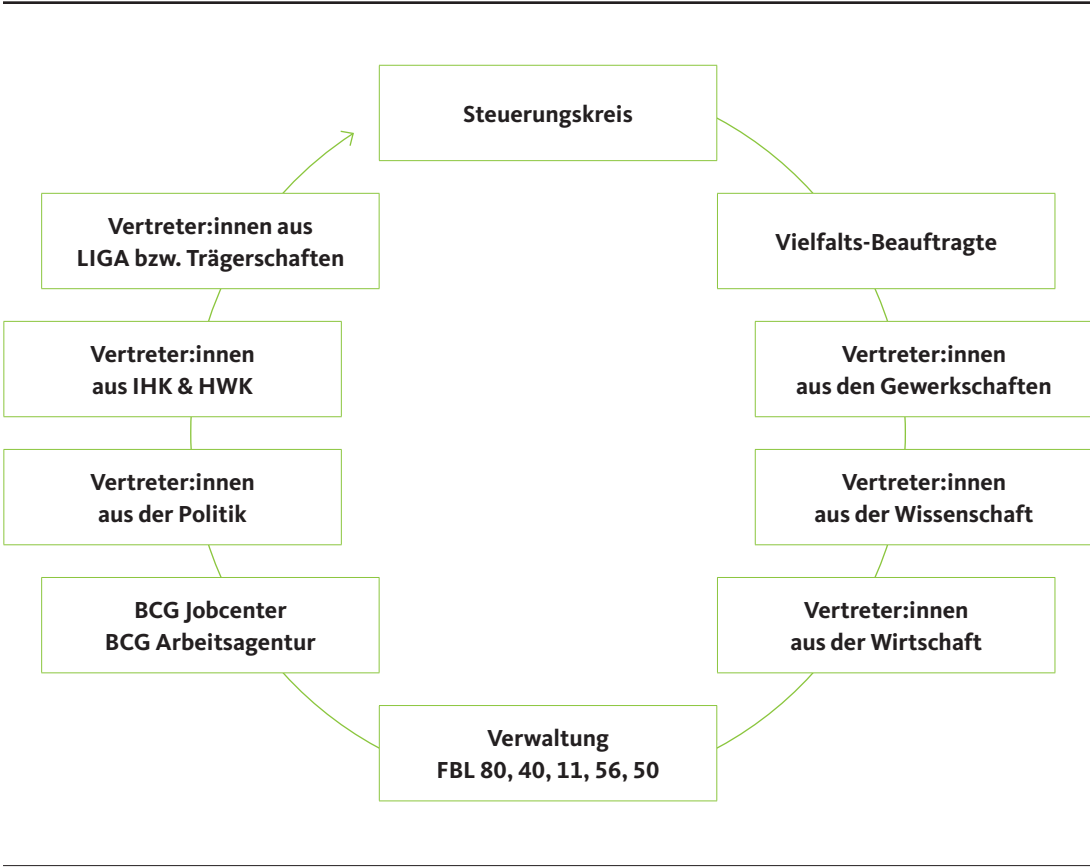 Steuerungskreis
Vielfalts-Beauftragte
Vertreter:innen
aus den Gewerkschaften
Vertreter:innen
aus der Wissenschaft
Vertreter:innen
aus der Wirtschaft
Verwaltung
FBL 80, 40, 11, 56, 50
BCG Jobcenter
BCG Arbeitsagentur
Vertreter:innen
aus der Politik
Vertreter:innen
aus IHK & HWK
Vertreter:innen aus
LIGA bzw. Trägerschaften